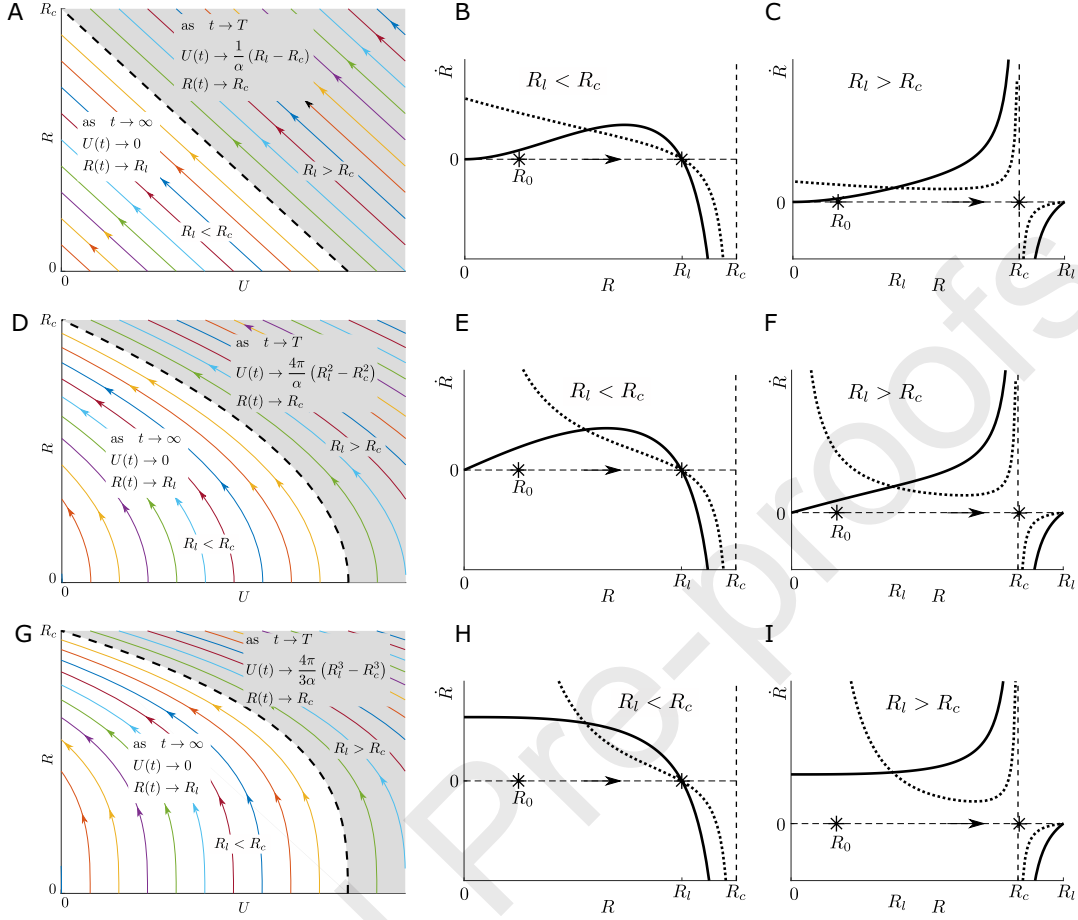 A
R_c
as t → T
U(t) → \frac{1}{α} (R_l − R_c)
R(t) → R_c
as t → ∞
U(t) → 0
R(t) → R_l
R_l > R_c
R_l < R_c
R
0
0
U
B
Ṙ
R_l < R_c
0
R_0
0
R
R_l
R_c
C
Ṙ
R_l > R_c
0
R_0
0
R_l
R
R_c
R_l
D
R_c
as t → T
U(t) → \frac{4π}{α} (R_l^2 − R_c^2)
R(t) → R_c
as t → ∞
U(t) → 0
R(t) → R_l
R_l > R_c
R_l < R_c
R
0
0
U
E
Ṙ
R_l < R_c
0
R_0
0
R
R_l
R_c
F
Ṙ
R_l > R_c
0
R_0
0
R_l
R
R_c
R_l
G
R_c
as t → T
U(t) → \frac{4π}{3α} (R_l^3 − R_c^3)
R(t) → R_c
as t → ∞
U(t) → 0
R(t) → R_l
R_l > R_c
R_l < R_c
R
0
0
U
H
Ṙ
R_l < R_c
0
R_0
0
R
R_l
R_c
I
Ṙ
R_l > R_c
0
R_0
0
R_l
R
R_c
R_l
Pre-proofs